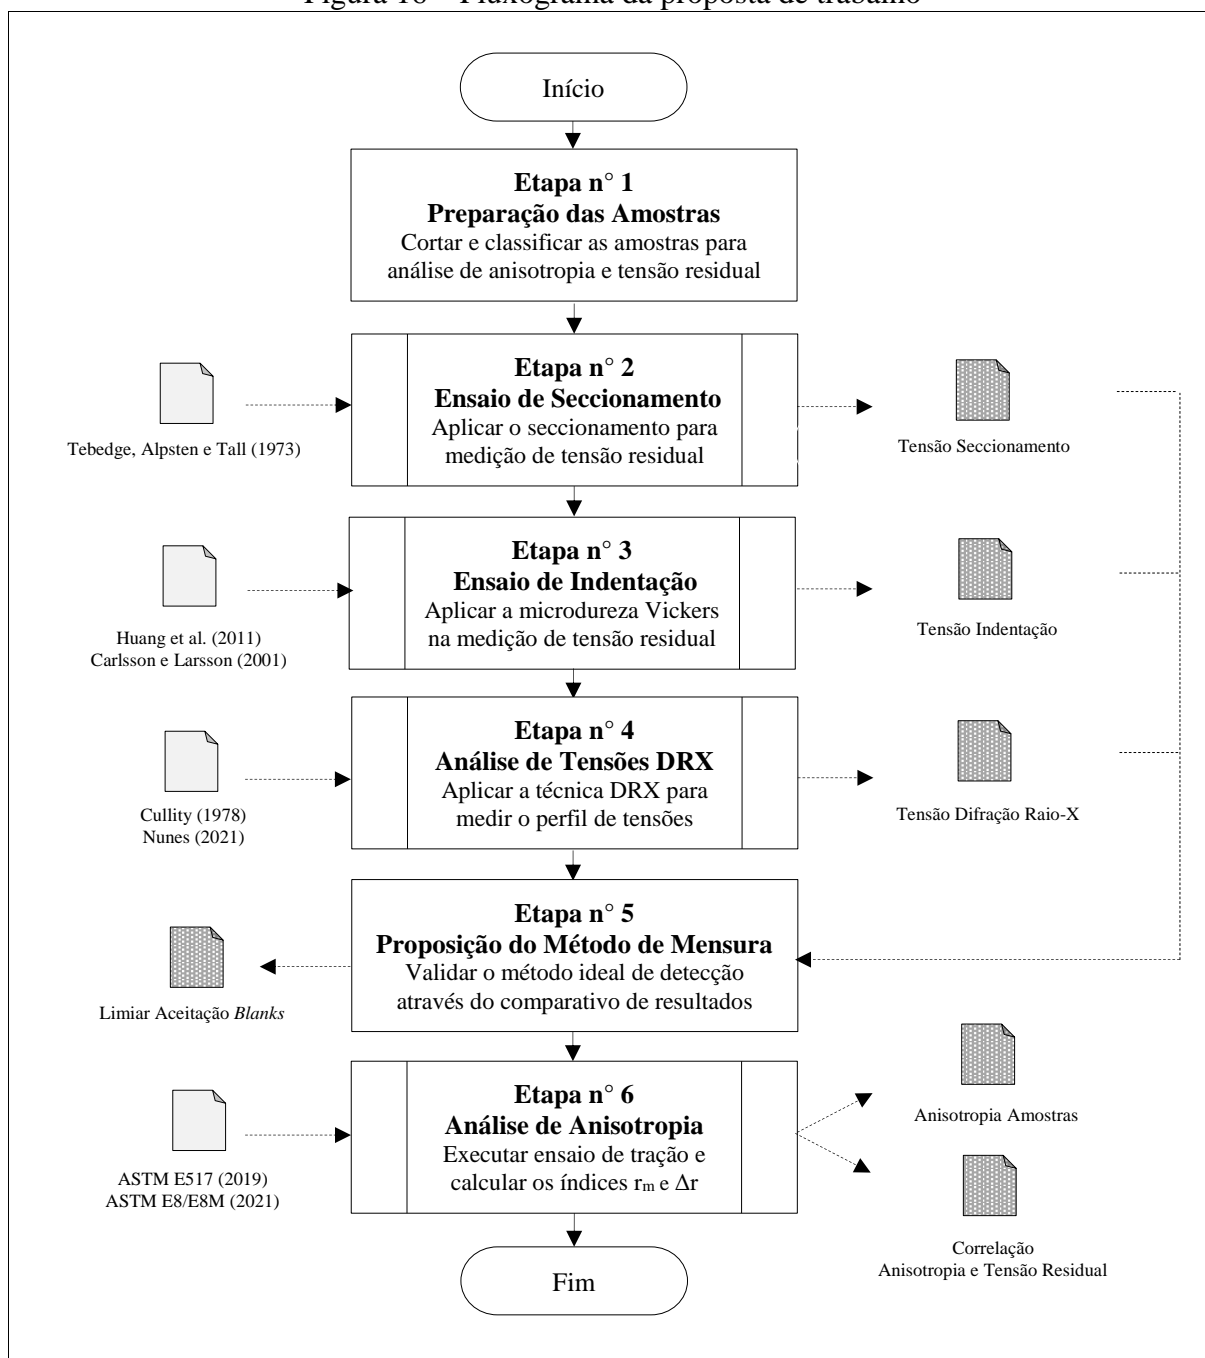 Figura 16 – Fluxograma da proposta de trabalho
Início
Etapa n° 1
Preparação das Amostras
Cortar e classificar as amostras para
análise de anisotropia e tensão residual
Etapa n° 2
Ensaio de Seccionamento
Aplicar o seccionamento para
medição de tensão residual
Tebedge, Alpsten e Tall (1973)
Tensão Seccionamento
Etapa n° 3
Ensaio de Indentação
Aplicar a microdureza Vickers
na medição de tensão residual
Huang et al. (2011)
Carlsson e Larsson (2001)
Tensão Indentação
Etapa n° 4
Análise de Tensões DRX
Aplicar a técnica DRX para
medir o perfil de tensões
Cullity (1978)
Nunes (2021)
Tensão Difração Raio-X
Etapa n° 5
Proposição do Método de Mensura
Validar o método ideal de detecção
através do comparativo de resultados
Limiar Aceitação Blanks
Etapa n° 6
Análise de Anisotropia
Executar ensaio de tração e
calcular os índices rm e Δr
ASTM E517 (2019)
ASTM E8/E8M (2021)
Anisotropia Amostras
Correlação
Anisotropia e Tensão Residual
Fim